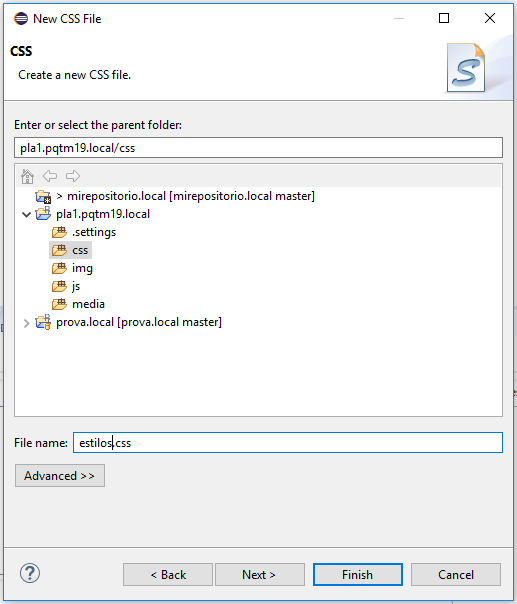 New CSS File
CSS
Create a new CSS file.
Enter or select the parent folder:
pla1.pqtm19.local/css
> mirepositorio.local [mirepositorio.local master]
pla1.pqtm19.local
.settings
css
img
js
media
prova.local [prova.local master]
File name: estilos.css
Advanced >>
< Back Next > Finish Cancel